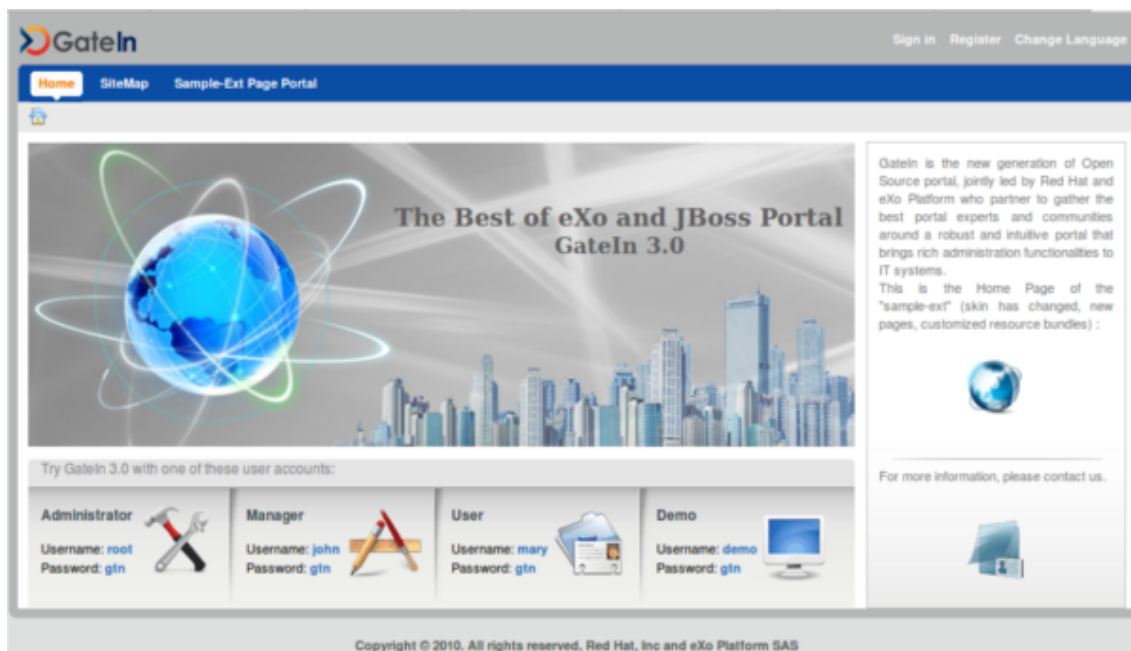 GateIn
Sign in Register Change Language
Home SiteMap Sample-Ext Page Portal
The Best of eXo and JBoss Portal
GateIn 3.0
GateIn is the new generation of Open
Source portal, jointly led by Red Hat and
eXo Platform who partner to gather the
best portal experts and communities
around a robust and intuitive portal that
brings rich administration functionalities to
IT systems.
This is the Home Page of the
"sample-ext" (skin has changed, new
pages, customized resource bundles) :
For more information, please contact us.
Try GateIn 3.0 with one of these user accounts:
Administrator
Username: root
Password: gtn
Manager
Username: john
Password: gtn
User
Username: mary
Password: gtn
Demo
Username: demo
Password: gtn
Copyright © 2010. All rights reserved, Red Hat, Inc and eXo Platform SAS